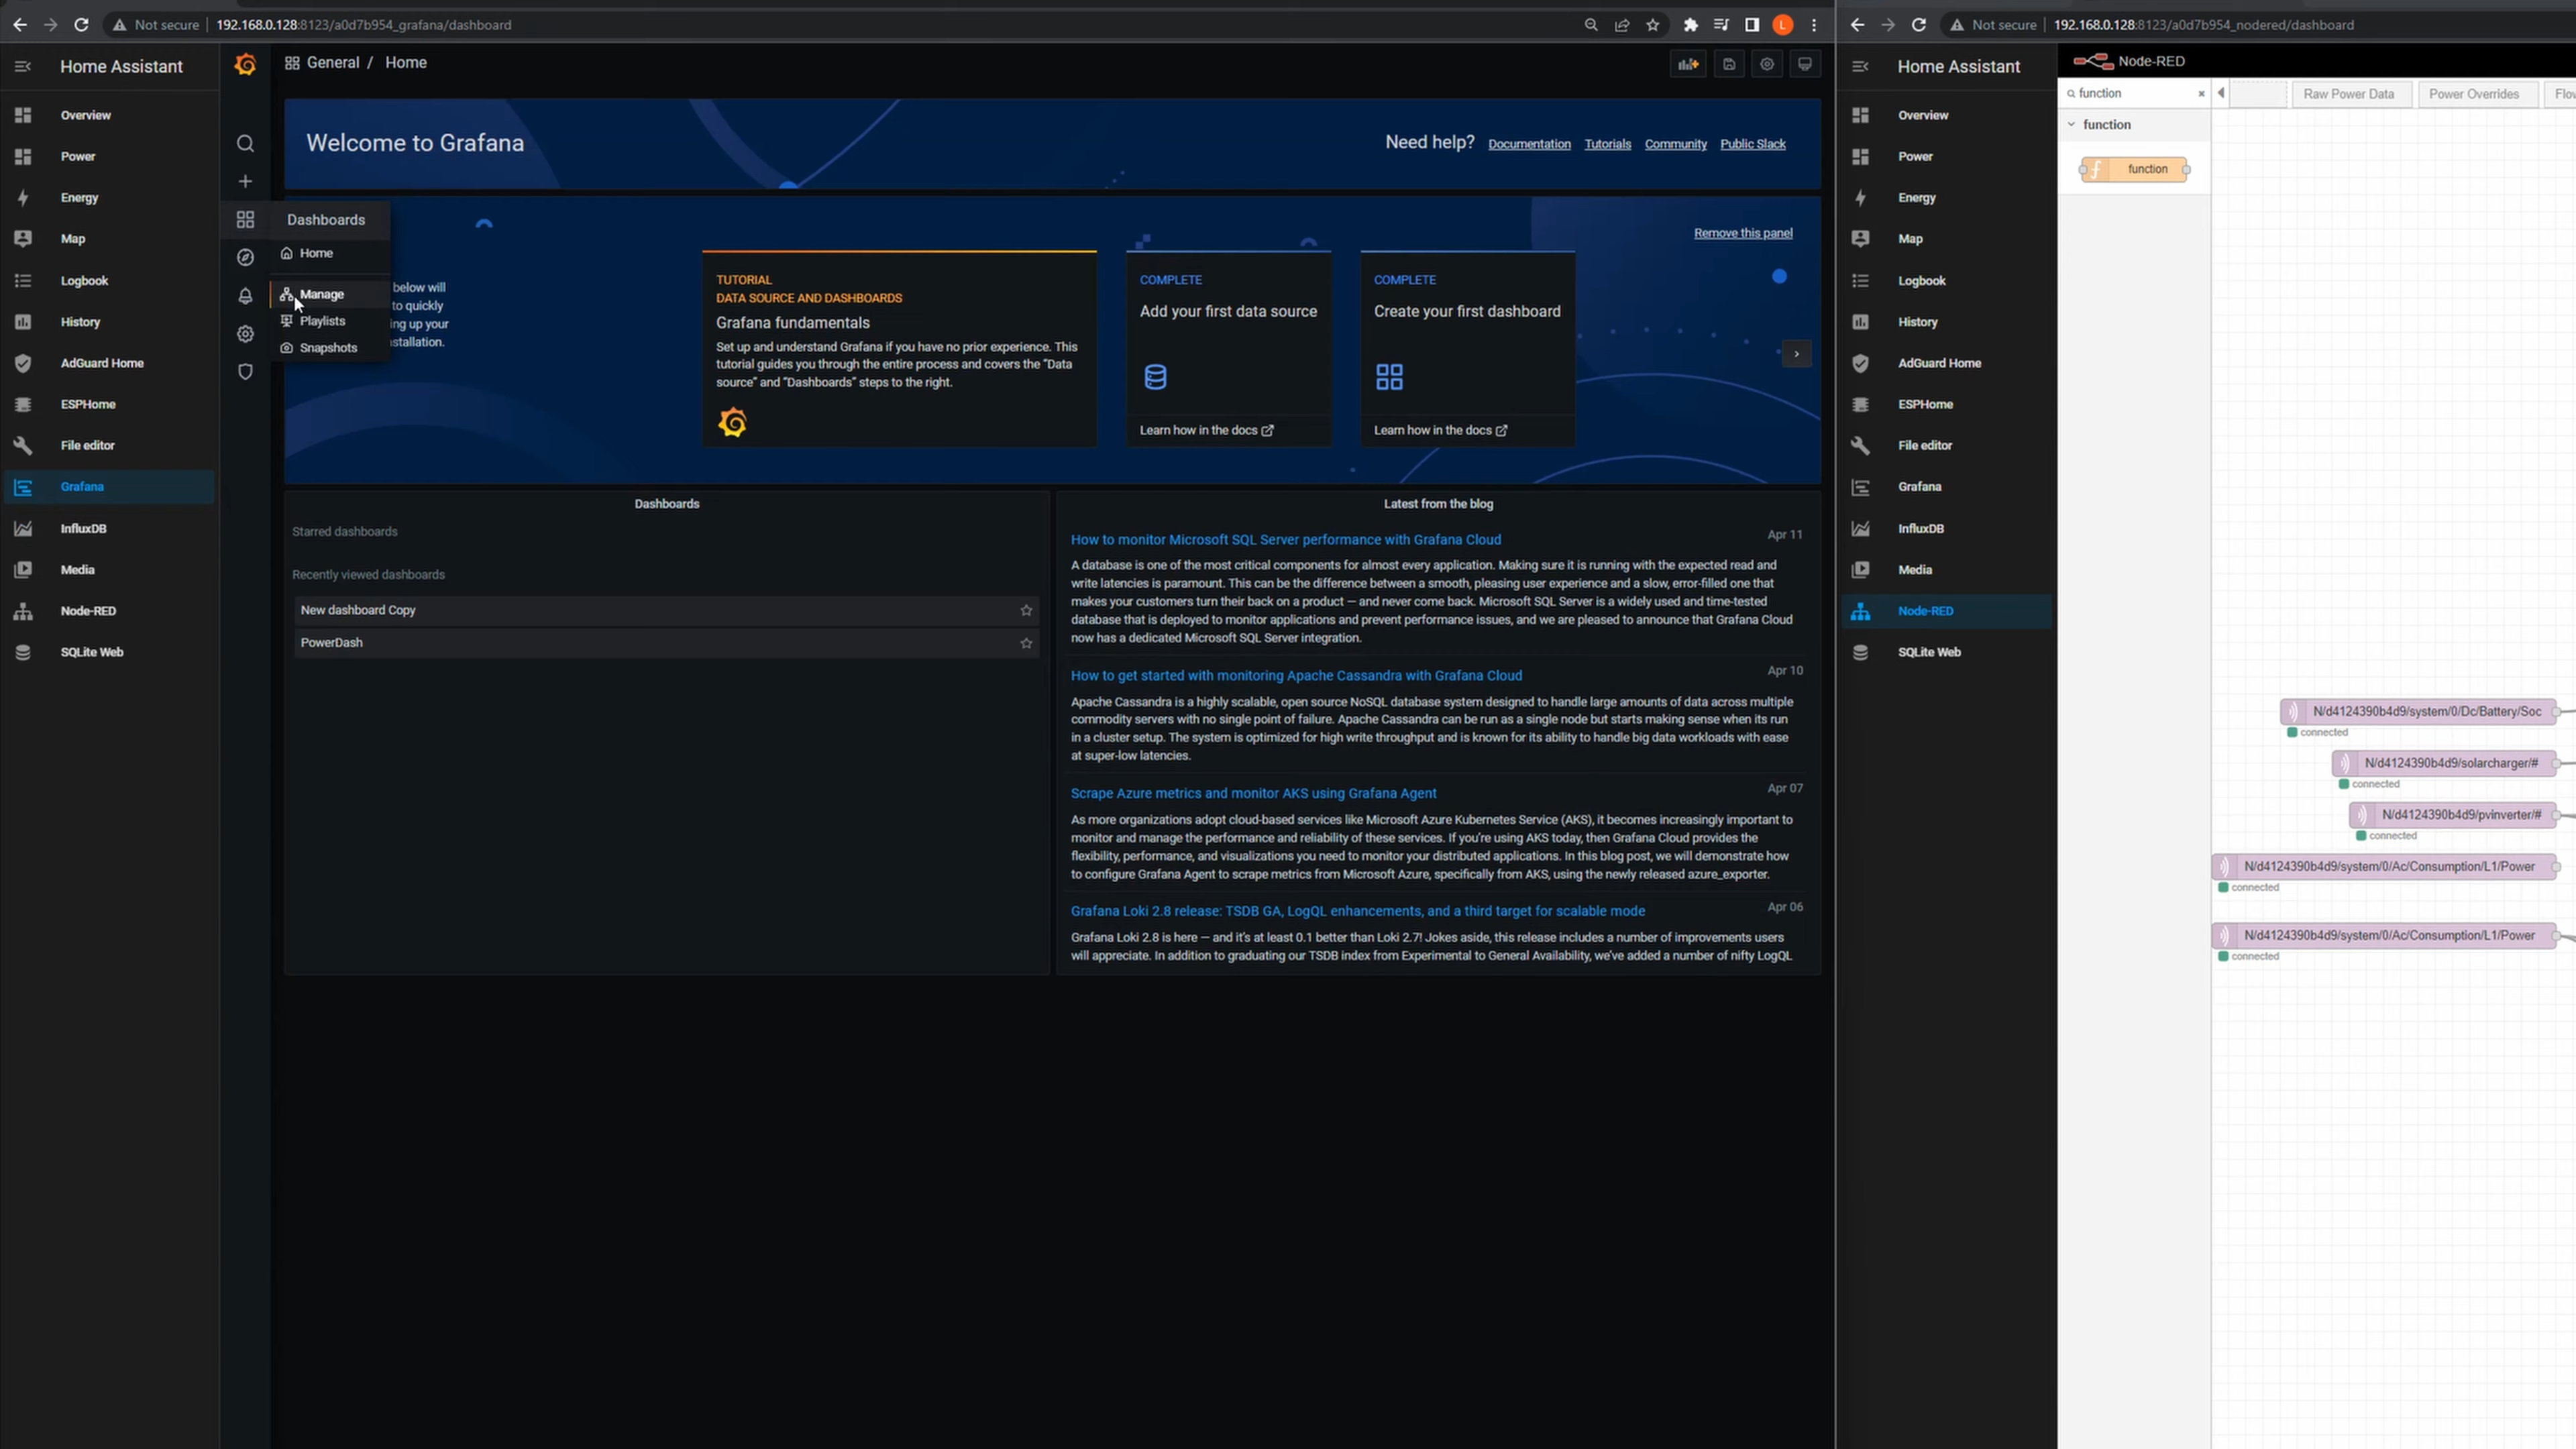 Not secure
192.168.0.128:8123/a0d7b954_grafana/dashboard
L
Home Assistant
Overview
Power
Energy
Map
Logbook
History
AdGuard Home
ESPHome
File editor
Grafana
InfluxDB
Media
Node-RED
SQLite Web
General / Home
Welcome to Grafana
Need help? Documentation Tutorials Community Public Slack
Dashboards
Home
Manage
Playlists
Snapshots
below will
to quickly
ing up your
stallation.
Remove this panel
TUTORIAL
DATA SOURCE AND DASHBOARDS
Grafana fundamentals
Set up and understand Grafana if you have no prior experience. This
tutorial guides you through the entire process and covers the "Data
source" and "Dashboards" steps to the right.
COMPLETE
Add your first data source
Learn how in the docs
COMPLETE
Create your first dashboard
Learn how in the docs
Dashboards
Starred dashboards
Recently viewed dashboards
New dashboard Copy
PowerDash
Latest from the blog
How to monitor Microsoft SQL Server performance with Grafana Cloud Apr 11
A database is one of the most critical components for almost every application. Making sure it is running with the expected read and
write latencies is paramount. This can be the difference between a smooth, pleasing user experience and a slow, error-filled one that
makes your customers turn their back on a product — and never come back. Microsoft SQL Server is a widely used and time-tested
database that is deployed to monitor applications and prevent performance issues, and we are pleased to announce that Grafana Cloud
now has a dedicated Microsoft SQL Server integration.
How to get started with monitoring Apache Cassandra with Grafana Cloud Apr 10
Apache Cassandra is a highly scalable, open source NoSQL database system designed to handle large amounts of data across multiple
commodity servers with no single point of failure. Apache Cassandra can be run as a single node but starts making sense when its run
in a cluster setup. The system is optimized for high write throughput and is known for its ability to handle big data workloads with ease
at super-low latencies.
Scrape Azure metrics and monitor AKS using Grafana Agent Apr 07
As more organizations adopt cloud-based services like Microsoft Azure Kubernetes Service (AKS), it becomes increasingly important to
monitor and manage the performance and reliability of these services. If you're using AKS today, then Grafana Cloud provides the
flexibility, performance, and visualizations you need to monitor your distributed applications. In this blog post, we will demonstrate how
to configure Grafana Agent to scrape metrics from Microsoft Azure, specifically from AKS, using the newly released azure_exporter.
Grafana Loki 2.8 release: TSDB GA, LogQL enhancements, and a third target for scalable mode Apr 06
Grafana Loki 2.8 is here — and it's at least 0.1 better than Loki 2.7! Jokes aside, this release includes a number of improvements users
will appreciate. In addition to graduating our TSDB index from Experimental to General Availability, we've added a number of nifty LogQL
Not secure
192.168.0.128:8123/a0d7b954_nodered/dashboard
Home Assistant
Overview
Power
Energy
Map
Logbook
History
AdGuard Home
ESPHome
File editor
Grafana
InfluxDB
Media
Node-RED
SQLite Web
Node-RED
function
Raw Power Data
Power Overrides
Flo
function
function
N/d4124390b4d9/system/0/Dc/Battery/Soc
connected
N/d4124390b4d9/solarcharger/#
connected
N/d4124390b4d9/pvinverter/#
connected
N/d4124390b4d9/system/0/Ac/Consumption/L1/Power
connected
N/d4124390b4d9/system/0/Ac/Consumption/L1/Power
connected